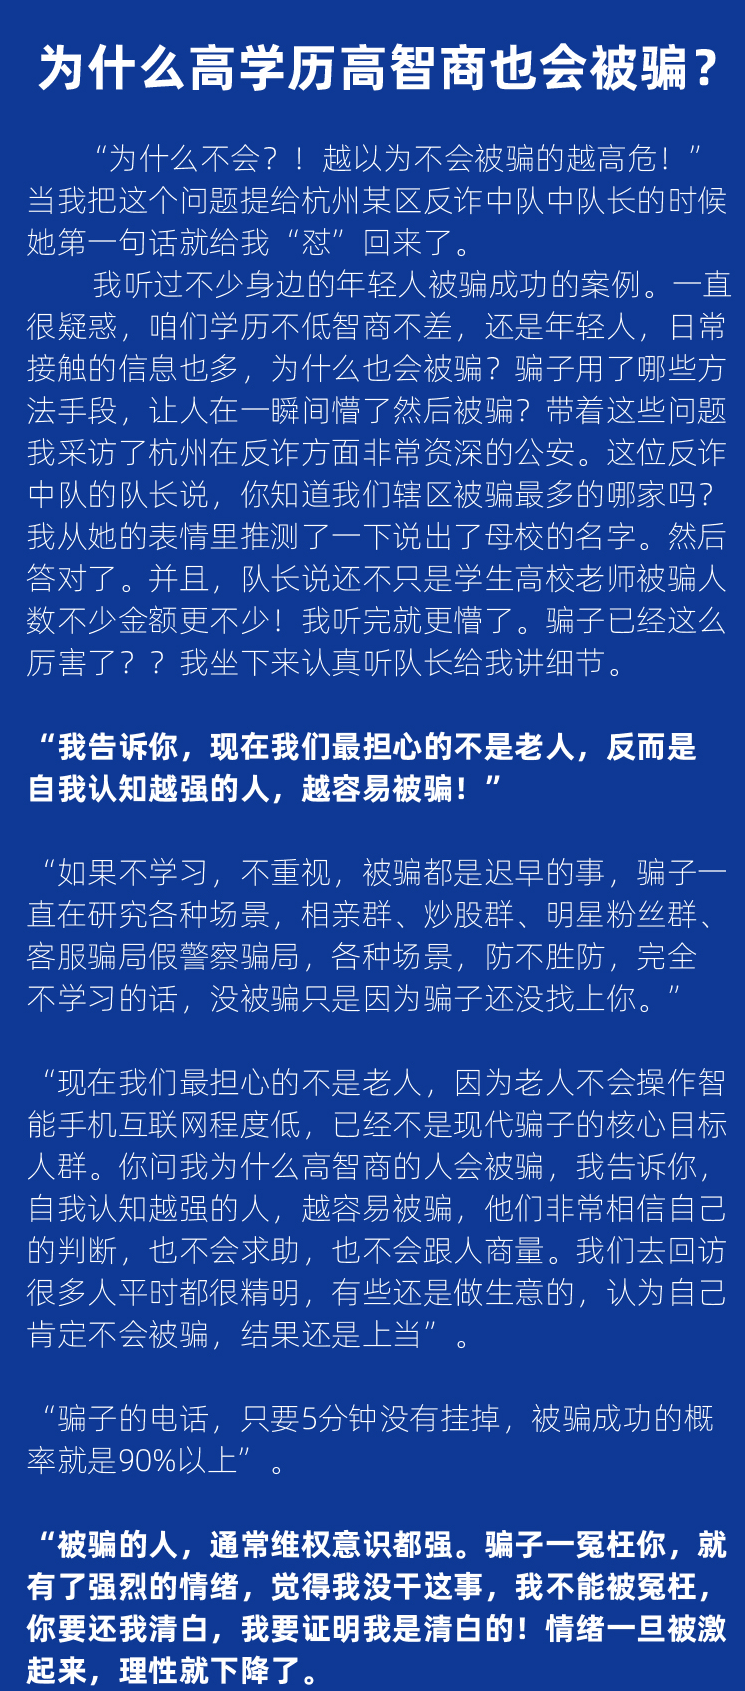 为什么高学历高智商也会被骗？
“为什么不会？！越以为不会被骗的越高危！”
当我把这个问题提给杭州某区反诈中队中队长的时候
她第一句话就给我“怼”回来了。
我听过不少身边的年轻人被骗成功的案例。一直
很疑惑，咱们学历不低智商不差，还是年轻人，日常
接触的信息也多，为什么也会被骗？骗子用了哪些方
法手段，让人在一瞬间懵了然后被骗？带着这些问题
我采访了杭州在反诈方面非常资深的公安。这位反诈
中队的队长说，你知道我们辖区被骗最多的哪家吗？
我从她的表情里推测了一下说出了母校的名字。然后
答对了。并且，队长说还不只是学生高校老师被骗人
数不少金额更不少！我听完就更懵了。骗子已经这么
厉害了？？我坐下来认真听队长给我讲细节。
“我告诉你，现在我们最担心的不是老人，反而是
自我认知越强的人，越容易被骗！”
“如果不学习，不重视，被骗都是迟早的事，骗子一
直在研究各种场景，相亲群、炒股群、明星粉丝群、
客服骗局假警察骗局，各种场景，防不胜防，完全
不学习的话，没被骗只是因为骗子还没找上你。”
“现在我们最担心的不是老人，因为老人不会操作智
能手机互联网程度低，已经不是现代骗子的核心目标
人群。你问我为什么高智商的人会被骗，我告诉你，
自我认知越强的人，越容易被骗，他们非常相信自己
的判断，也不会求助，也不会跟人商量。我们去回访
很多人平时都很精明，有些还是做生意的，认为自己
肯定不会被骗，结果还是上当”。
“骗子的电话，只要5分钟没有挂掉，被骗成功的概
率就是90%以上”。
“被骗的人，通常维权意识都强。骗子一冤枉你，就
有了强烈的情绪，觉得我没干这事，我不能被冤枉，
你要还我清白，我要证明我是清白的！情绪一旦被激
起来，理性就下降了。